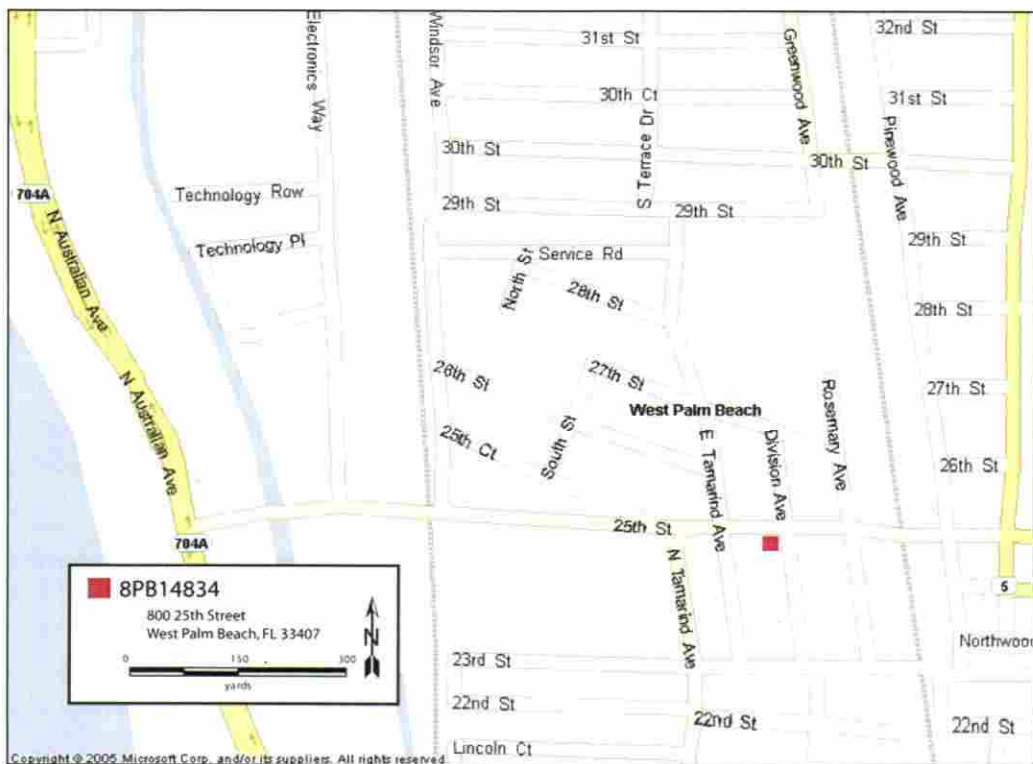 Electronics Way
Windsor Ave
31st St
Greenwood Ave
32nd St
30th Ct
S Terrace Dr
31st St
Pinewood Ave
30th St
30th St
704A
Technology Row
29th St
29th St
N Australian Ave
Technology Pl
North St
Service Rd
29th St
28th St
28th St
N Australian Ave
26th St
27th St
West Palm Beach
Rosemary Ave
27th St
25th Ct
South St
E Tamarind Ave
Division Ave
26th St
25th St
704A
N Tamarind Ave
5
8PB14834
800 25th Street
West Palm Beach, FL 33407
N
0 150 300
yards
23rd St
Northwood
22nd St
22nd St
22nd St
Lincoln Ct
Copyright © 2005 Microsoft Corp. and/or its suppliers. All rights reserved.